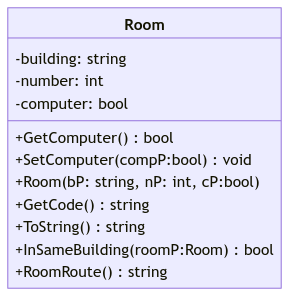 Room
-building: string
-number: int
-computer: bool
+GetComputer() : bool
+SetComputer(compP:bool) : void
+Room(bP: string, nP: int, cP:bool)
+GetCode() : string
+ToString() : string
+InSameBuilding(roomP:Room) : bool
+RoomRoute() : string